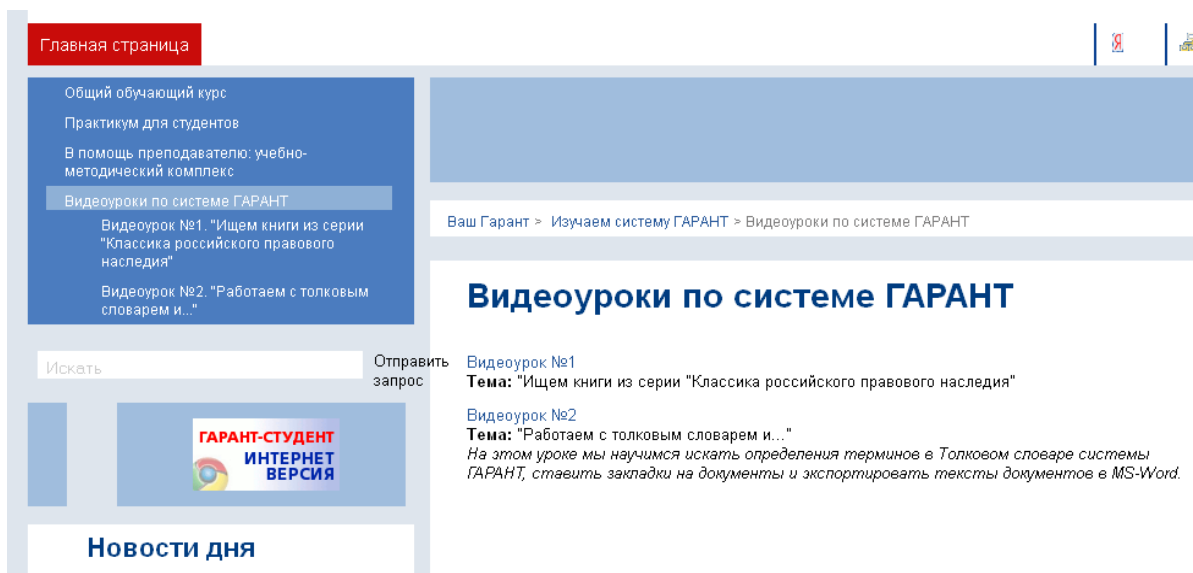 Главная страница
Я
Общий обучающий курс
Практикум для студентов
В помощь преподавателю: учебно-
методический комплекс
Видеоуроки по системе ГАРАНТ
Видеоурок №1. "Ищем книги из серии
"Классика российского правового
наследия"
Видеоурок №2. "Работаем с толковым
словарем и..."
Искать
Отправить
запрос
ГАРАНТ-СТУДЕНТ
ИНТЕРНЕТ
ВЕРСИЯ
Новости дня
Ваш Гарант > Изучаем систему ГАРАНТ > Видеоуроки по системе ГАРАНТ
Видеоуроки по системе ГАРАНТ
Видеоурок №1
Тема: "Ищем книги из серии "Классика российского правового наследия"
Видеоурок №2
Тема: "Работаем с толковым словарем и..."
На этом уроке мы научимся искать определения терминов в Толковом словаре системы
ГАРАНТ, ставить закладки на документы и экспортировать тексты документов в MS-Word.